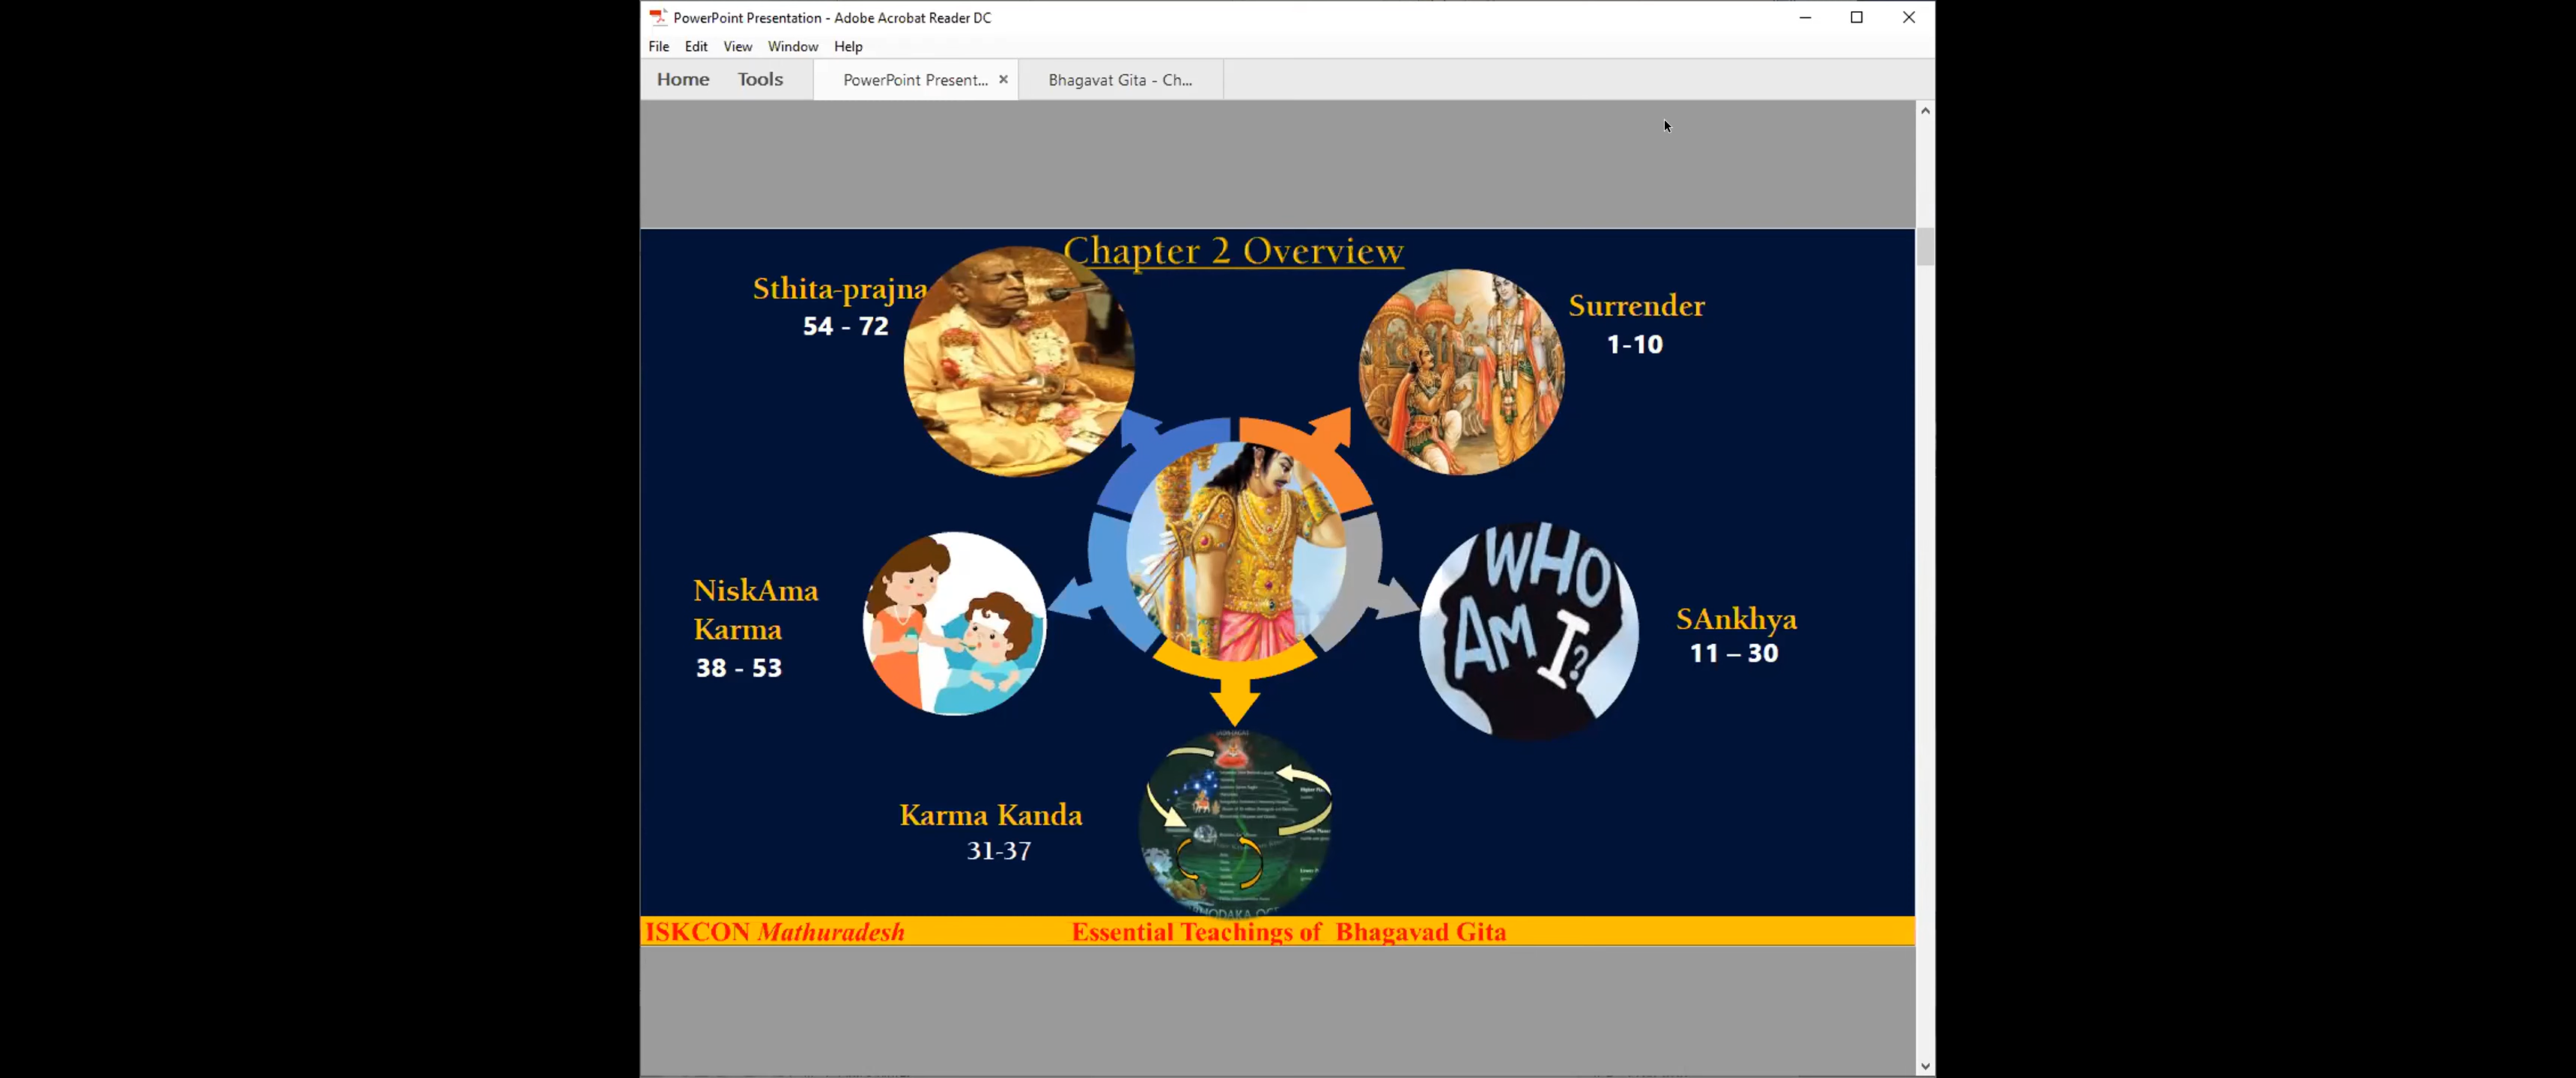 PowerPoint Presentation - Adobe Acrobat Reader DC
File Edit View Window Help
Home Tools PowerPoint Present... × Bhagavat Gita - Ch...
Chapter 2 Overview
Sthita-prajna
54 - 72
Surrender
1-10
WHO
AM I?
NiskAma
Karma
38 - 53
SAnkhya
11 – 30
Karma Kanda
31-37
ISKCON Mathuradesh Essential Teachings of Bhagavad Gita